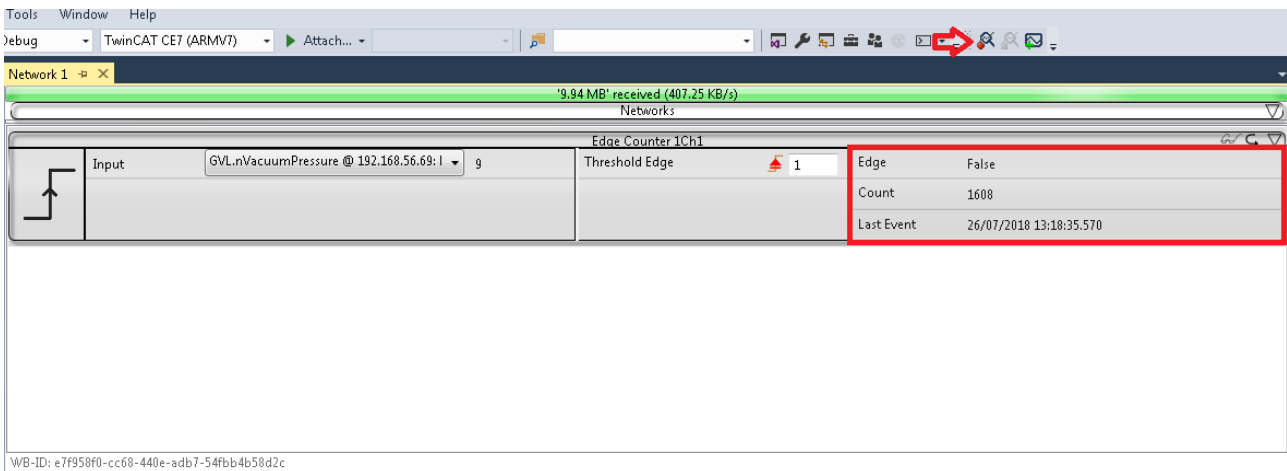 Tools Window Help
Debug TwinCAT CE7 (ARMV7) Attach...
Network 1
'9.94 MB' received (407.25 KB/s)
Networks
Edge Counter 1Ch1
Input GVL.nVacuumPressure @ 192.168.56.69: 9 Threshold Edge 1 Edge False
Count 1608
Last Event 26/07/2018 13:18:35.570
WB-ID: e7f958f0-cc68-440e-adb7-54fbb4b58d2c